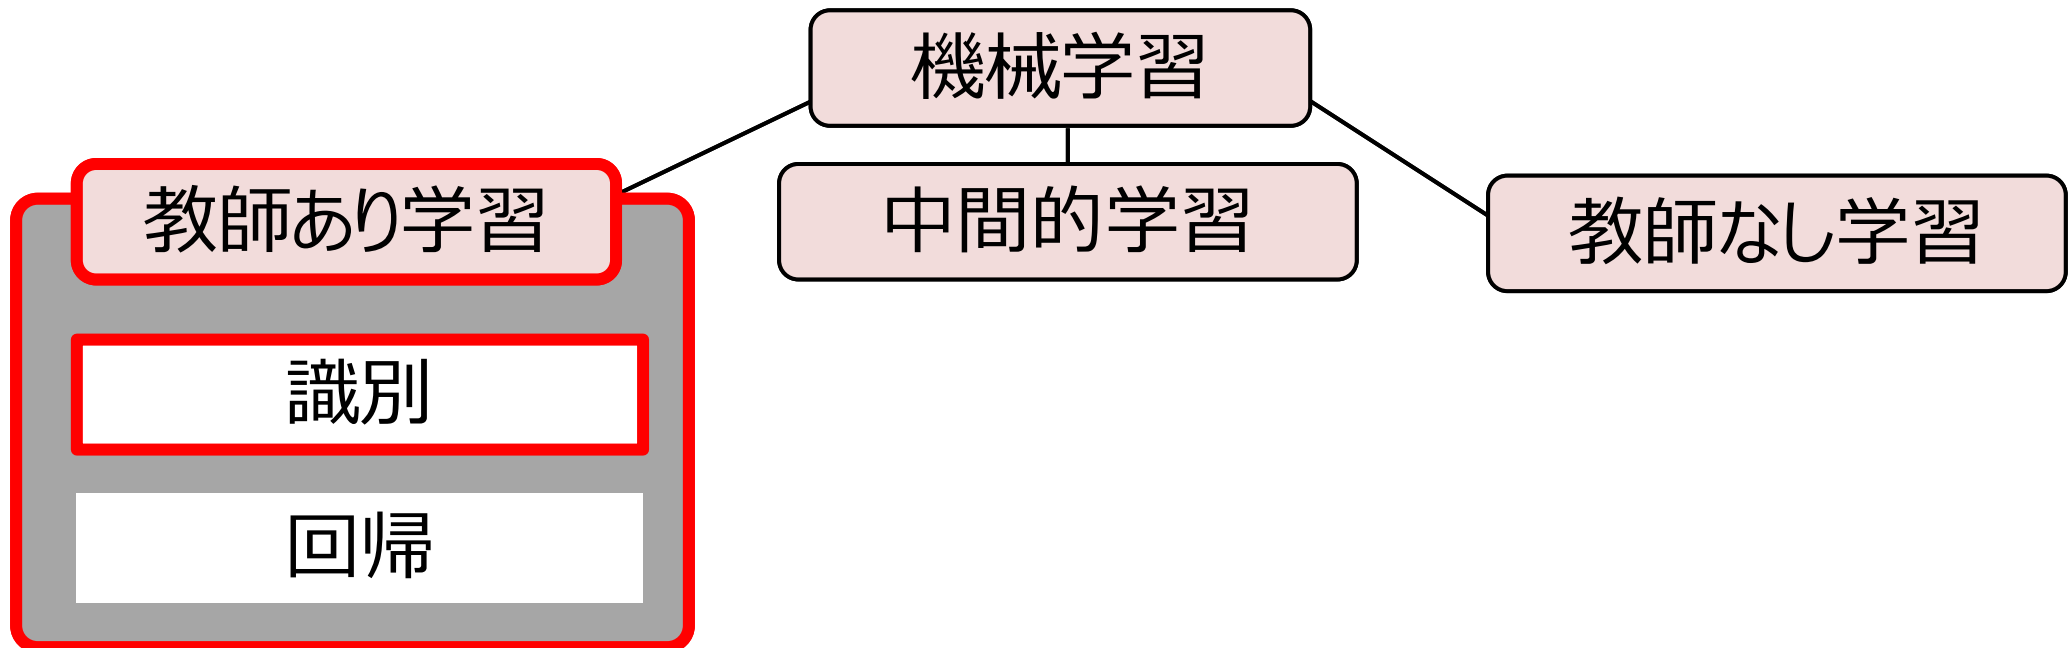 機械学習
教師あり学習
中間的学習
教師なし学習
識別
回帰